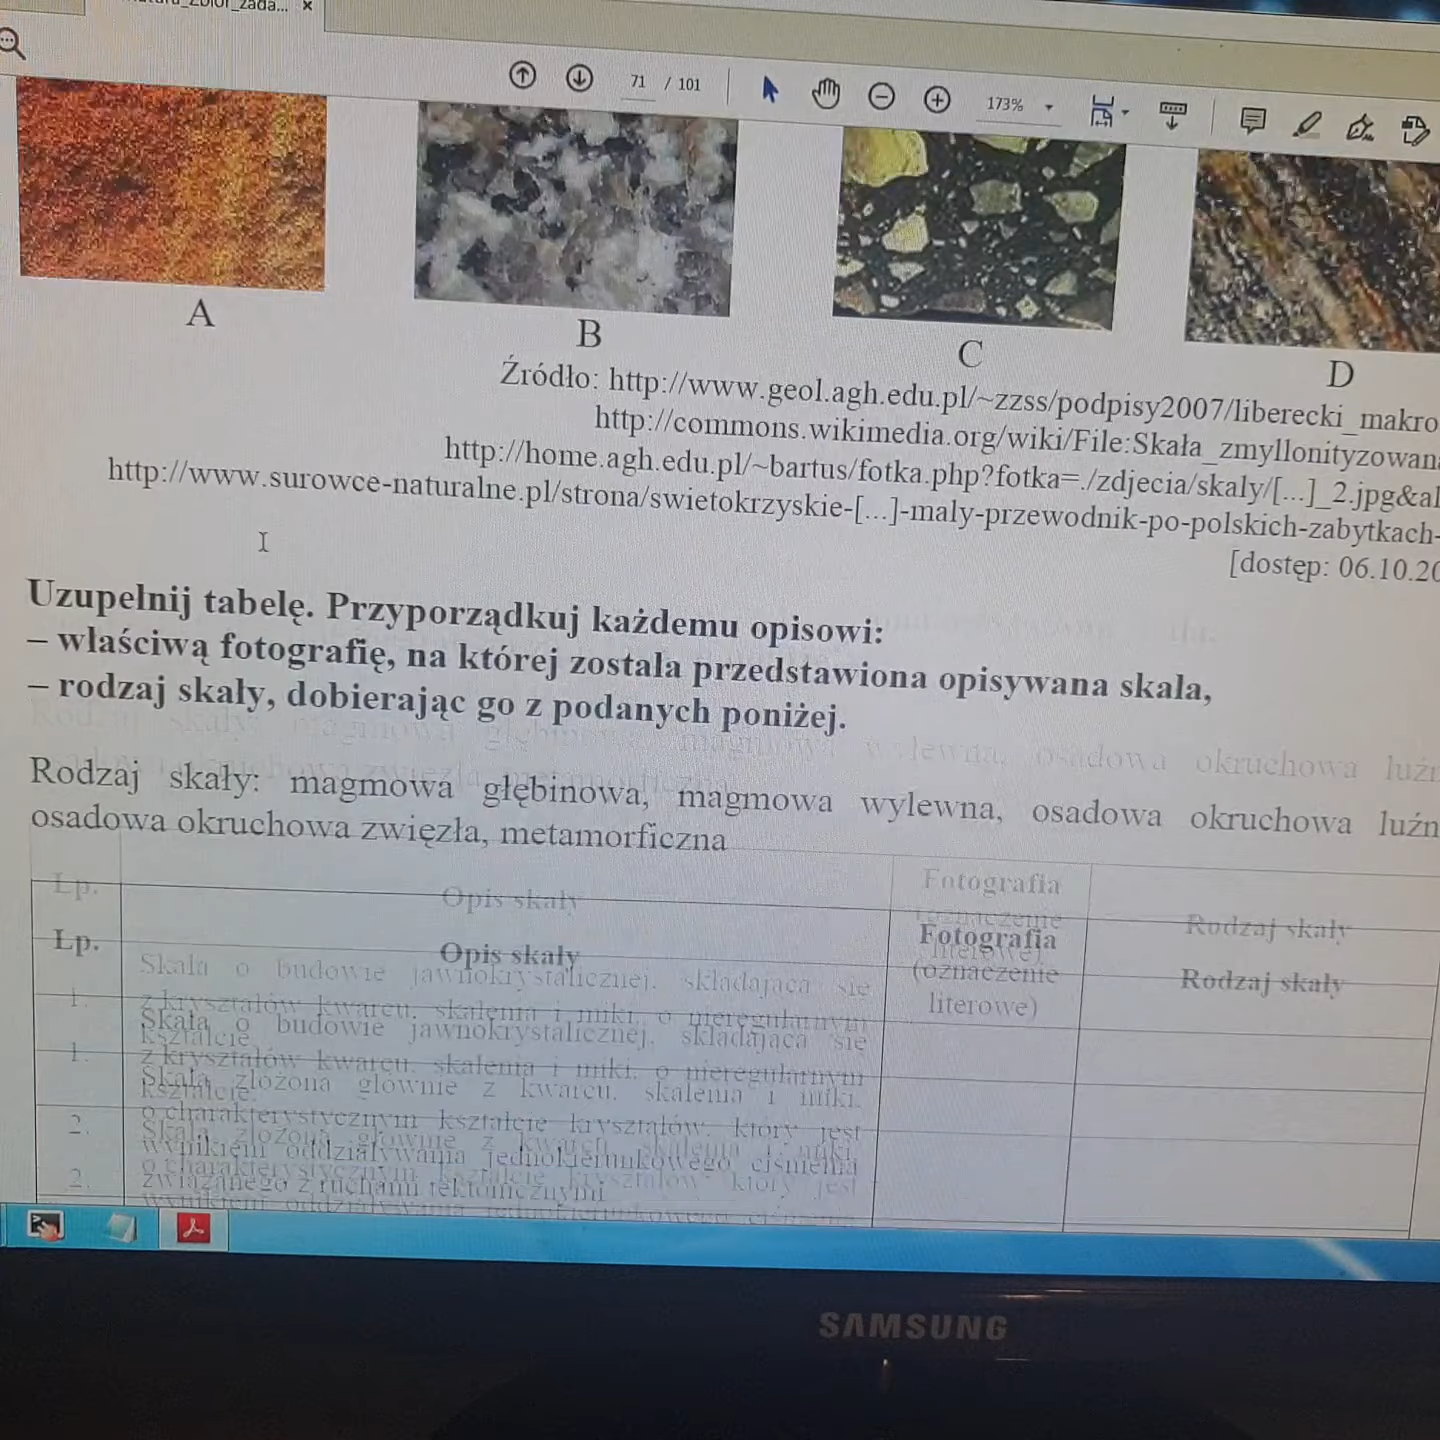 71 / 101
173%
A
B
C
D
Źródło: http://www.geol.agh.edu.pl/~zzss/podpisy2007/liberecki_makro
http://commons.wikimedia.org/wiki/File:Skała_zmyllonityzowana
http://home.agh.edu.pl/~bartus/fotka.php?fotka=./zdjecia/skaly/[...]_2.jpg&al
http://www.surowce-naturalne.pl/strona/swietokrzyskie-[...]-maly-przewodnik-po-polskich-zabytkach-
[dostęp: 06.10.20
Uzupełnij tabelę. Przyporządkuj każdemu opisowi:
– właściwą fotografię, na której została przedstawiona opisywana skała,
– rodzaj skały, dobierając go z podanych poniżej.
Rodzaj skały: magmowa głębinowa, magmowa wylewna, osadowa okruchowa luźn
osadowa okruchowa zwięzła, metamorficzna
Lp.
Opis skały
Fotografia
(oznaczenie
literowe)
Rodzaj skały
1.
Skała o budowie jawnokrystalicznej, składająca się
z kryształów kwarcu, skalenia i miki, o nieregularnym
kształcie.
2.
Skała złożona głównie z kwarcu, skalenia i miki,
o charakterystycznym kształcie kryształów, który jest
wynikiem oddziaływania jednokierunkowego ciśnienia
związanego z ruchami tektonicznymi
SAMSUNG